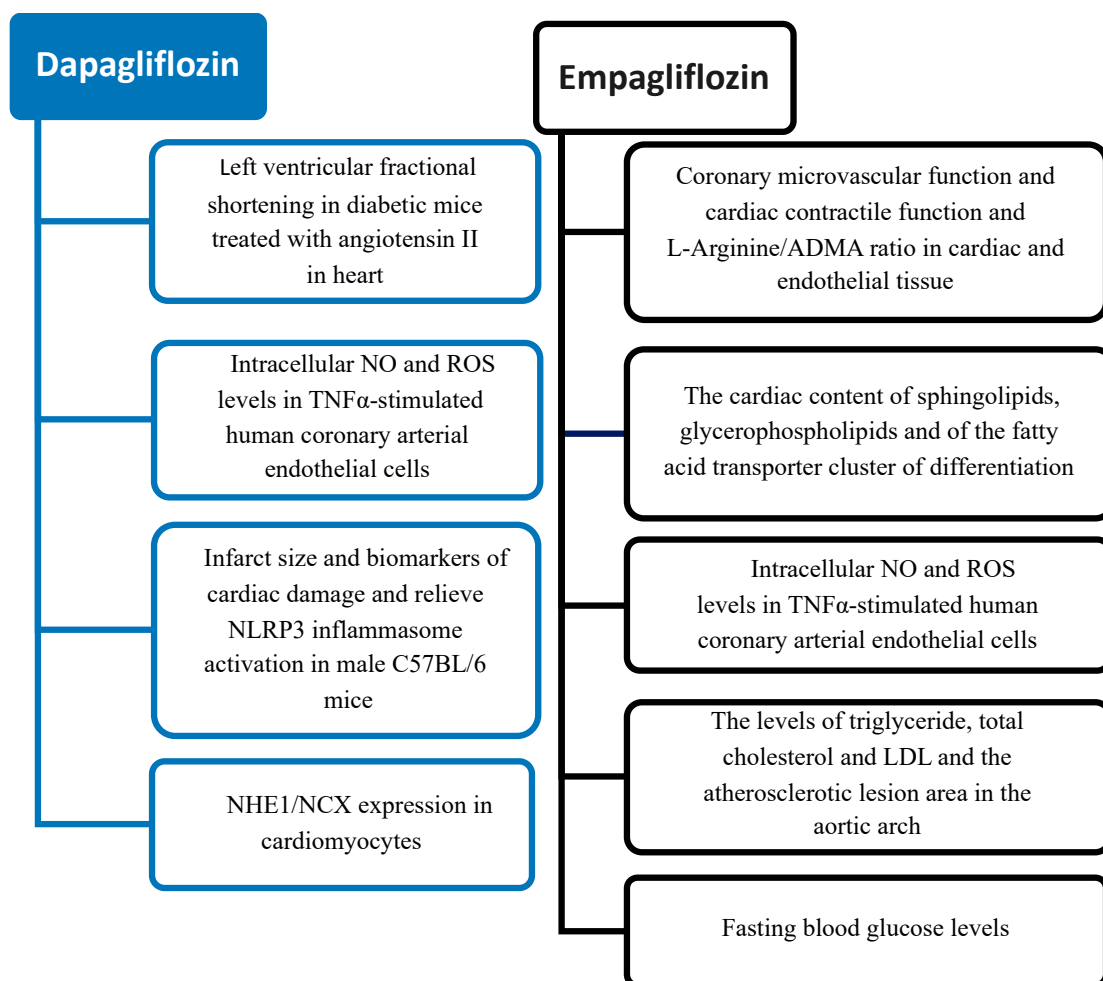 Dapagliflozin
Left ventricular fractional
shortening in diabetic mice
treated with angiotensin II
in heart
Intracellular NO and ROS
levels in TNFα-stimulated
human coronary arterial
endothelial cells
Infarct size and biomarkers of
cardiac damage and relieve
NLRP3 inflammasome
activation in male C57BL/6
mice
NHE1/NCX expression in
cardiomyocytes
Empagliflozin
Coronary microvascular function and
cardiac contractile function and
L-Arginine/ADMA ratio in cardiac and
endothelial tissue
The cardiac content of sphingolipids,
glycerophospholipids and of the fatty
acid transporter cluster of differentiation
Intracellular NO and ROS
levels in TNFα-stimulated human
coronary arterial endothelial cells
The levels of triglyceride, total
cholesterol and LDL and the
atherosclerotic lesion area in the
aortic arch
Fasting blood glucose levels